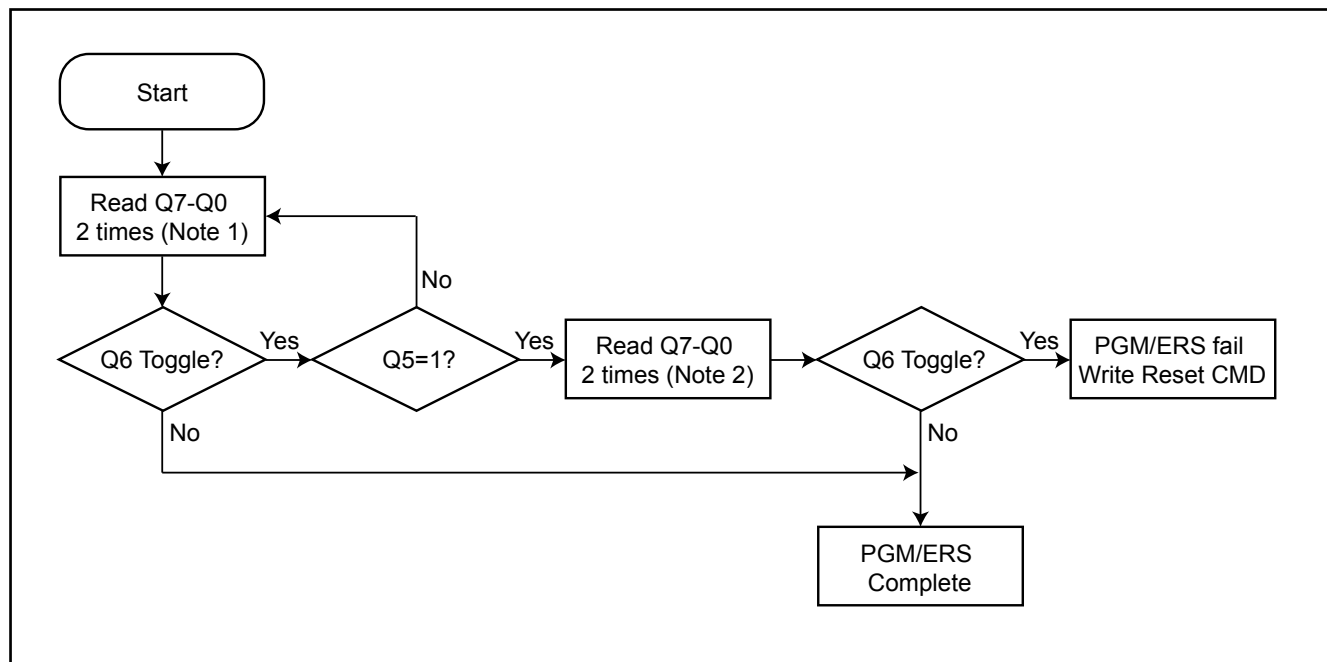 Start
Read Q7-Q0
2 times (Note 1)
No
Q6 Toggle?
Yes
Q5=1?
Yes
Read Q7-Q0
2 times (Note 2)
Q6 Toggle?
Yes
PGM/ERS fail
Write Reset CMD
No
No
PGM/ERS
Complete